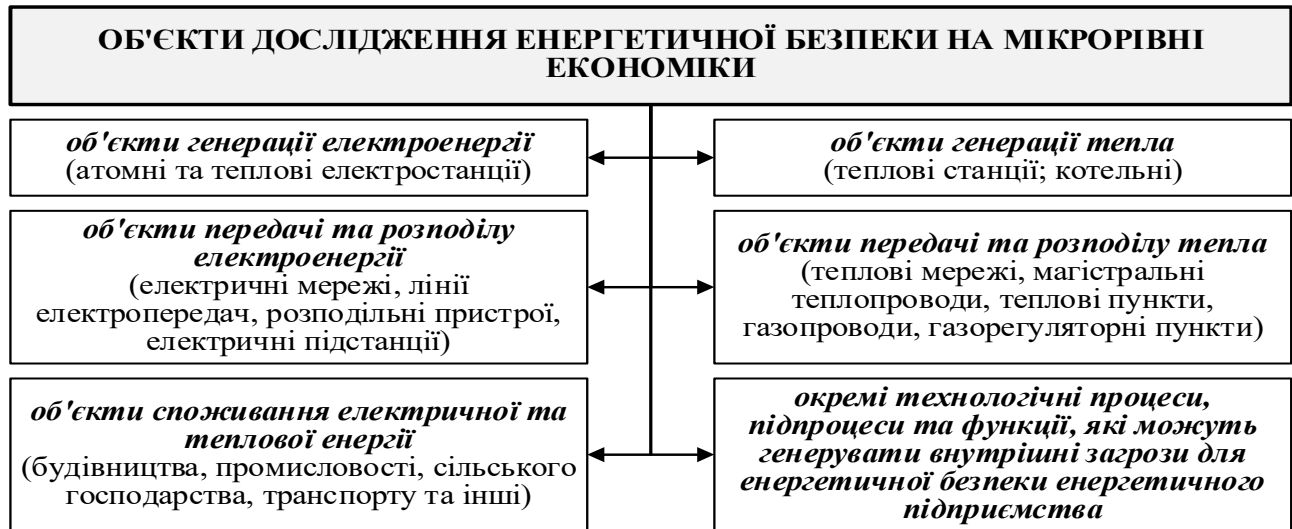 ОБ'ЄКТИ ДОСЛІДЖЕННЯ ЕНЕРГЕТИЧНОЇ БЕЗПЕКИ НА МІКРОРІВНІ
ЕКОНОМІКИ
об'єкти генерації електроенергії
(атомні та теплові електростанції)
об'єкти генерації тепла
(теплові станції; котельні)
об'єкти передачі та розподілу
електроенергії
(електричні мережі, лінії
електропередач, розподільні пристрої,
електричні підстанції)
об'єкти передачі та розподілу тепла
(теплові мережі, магістральні
теплопроводи, теплові пункти,
газопроводи, газорегуляторні пункти)
об'єкти споживання електричної та
теплової енергії
(будівництва, промисловості, сільського
господарства, транспорту та інші)
окремі технологічні процеси,
підпроцеси та функції, які можуть
генерувати внутрішні загрози для
енергетичної безпеки енергетичного
підприємства